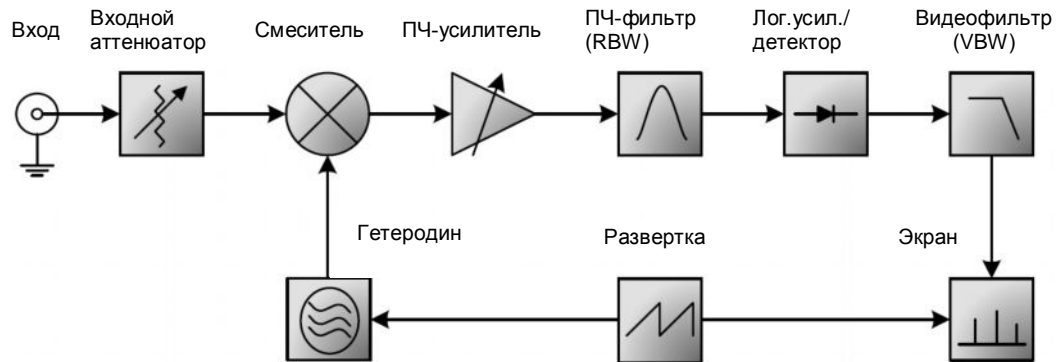 Вход
Входной
аттенюатор
Смеситель
ПЧ-усилитель
ПЧ-фильтр
(RBW)
Лог.усил./
детектор
Видеофильтр
(VBW)
Гетеродин
Развертка
Экран